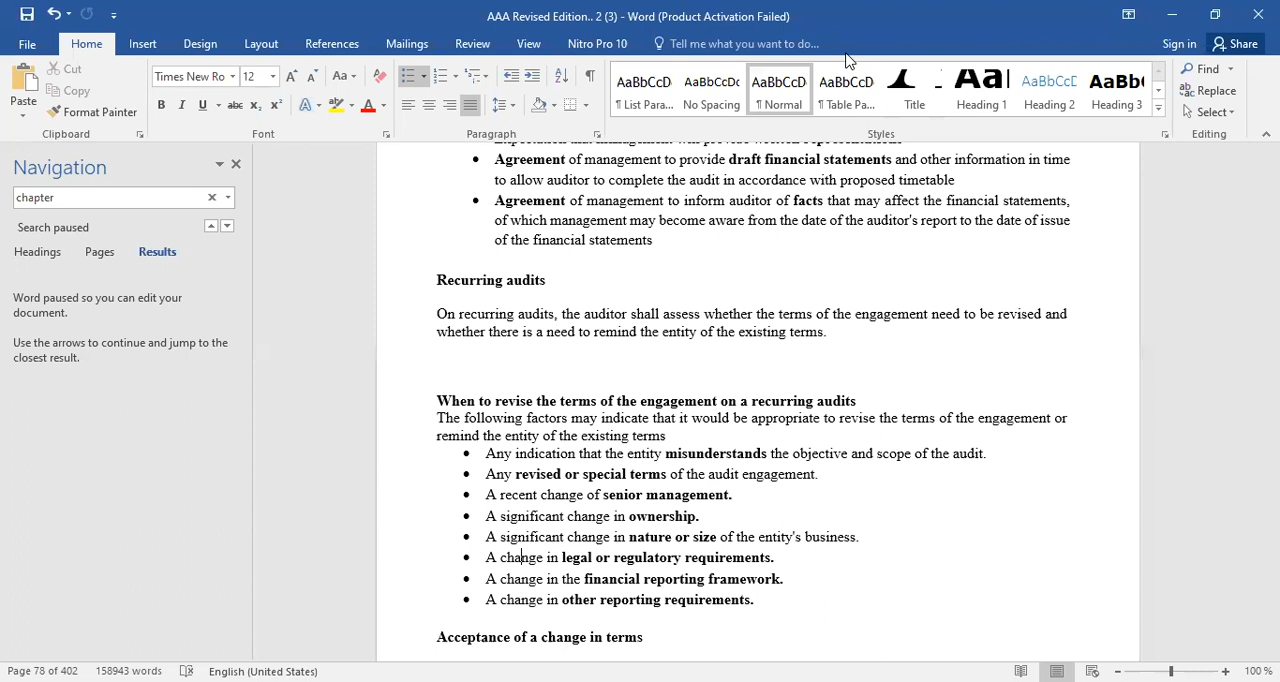 AAA Revised Edition.. 2 (3) - Word (Product Activation Failed)
File Home Insert Design Layout References Mailings Review View Nitro Pro 10 Tell me what you want to do... Sign in Share
Paste Cut Copy Format Painter
Times New Ro 12
AaBbCcD AaBbCcDc AaBbCcD AaBbCcD AaBbCcD AaBbC
¶ List Para... No Spacing ¶ Normal ¶ Table Pa... Title Heading 1 Heading 2 Heading 3
Find Replace Select
Clipboard Font Paragraph Styles Editing
Navigation
chapter
Search paused
Headings Pages Results
Word paused so you can edit your
document.
Use the arrows to continue and jump to the
closest result.
• Agreement of management to provide draft financial statements and other information in time
to allow auditor to complete the audit in accordance with proposed timetable
• Agreement of management to inform auditor of facts that may affect the financial statements,
of which management may become aware from the date of the auditor's report to the date of issue
of the financial statements
Recurring audits
On recurring audits, the auditor shall assess whether the terms of the engagement need to be revised and
whether there is a need to remind the entity of the existing terms.
When to revise the terms of the engagement on a recurring audits
The following factors may indicate that it would be appropriate to revise the terms of the engagement or
remind the entity of the existing terms
• Any indication that the entity misunderstands the objective and scope of the audit.
• Any revised or special terms of the audit engagement.
• A recent change of senior management.
• A significant change in ownership.
• A significant change in nature or size of the entity's business.
• A change in legal or regulatory requirements.
• A change in the financial reporting framework.
• A change in other reporting requirements.
Acceptance of a change in terms
Page 78 of 402 158943 words English (United States) 100 %